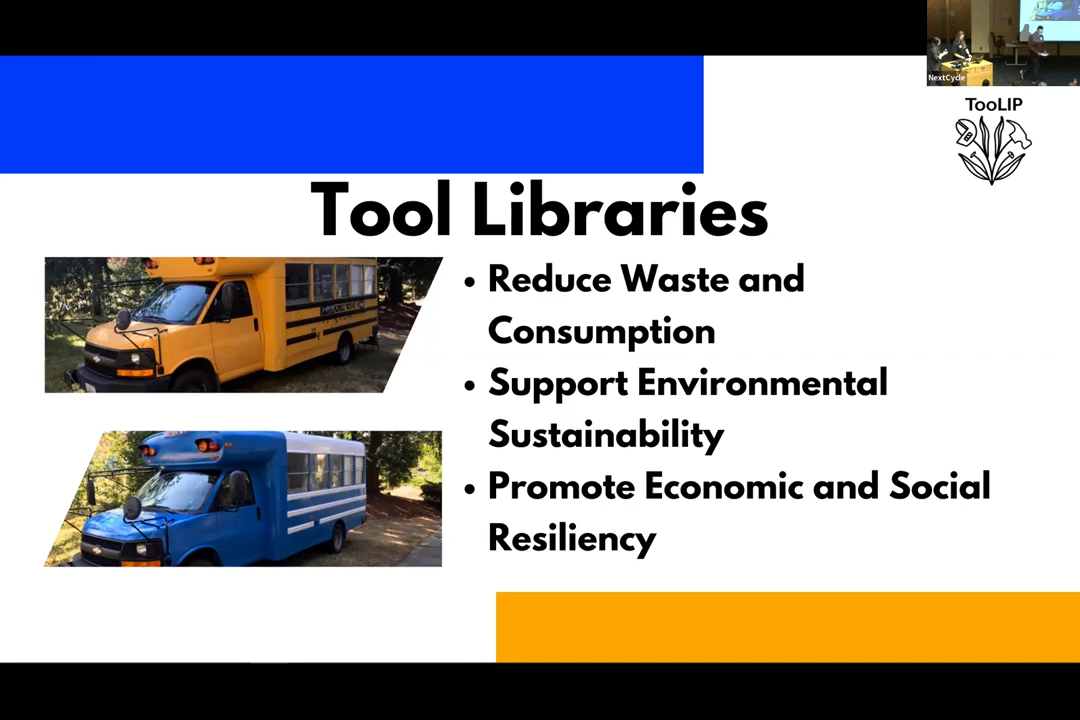 NextCycle
TooLIP
Tool Libraries
• Reduce Waste and
Consumption
• Support Environmental
Sustainability
• Promote Economic and Social
Resiliency